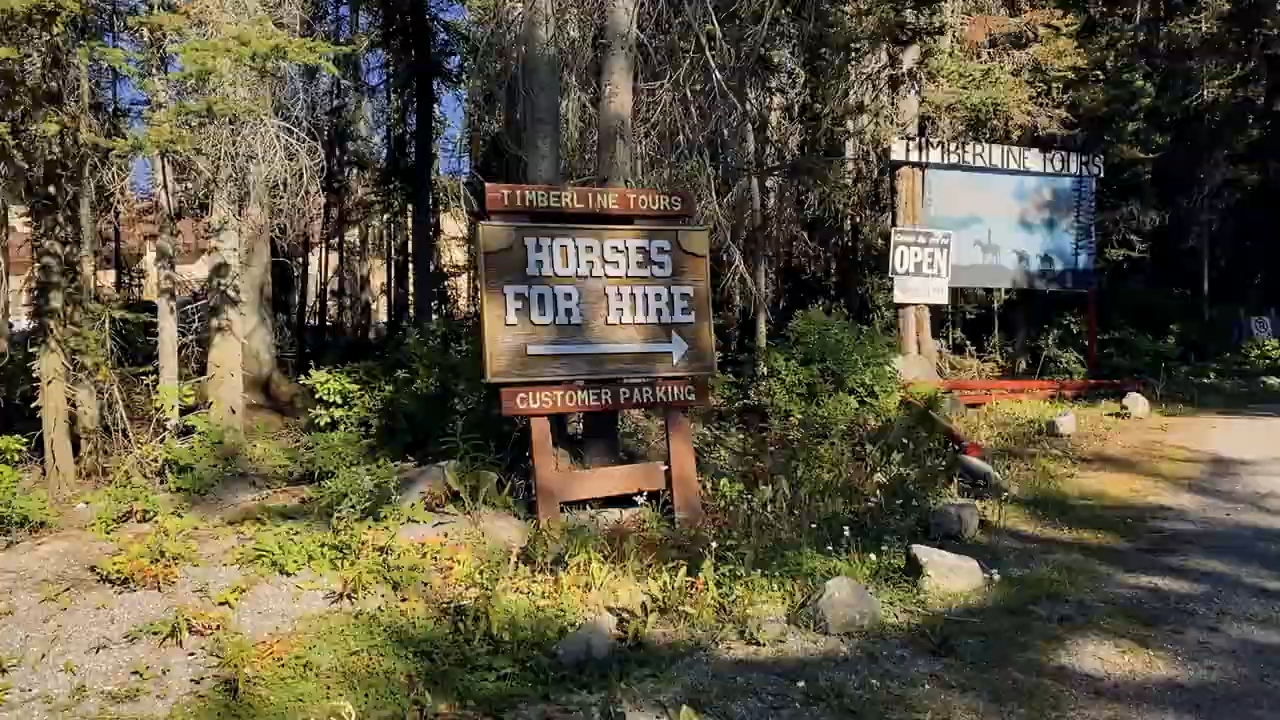 TIMBERLINE TOURS
HORSES
FOR HIRE
CUSTOMER PARKING
TIMBERLINE TOURS
OPEN